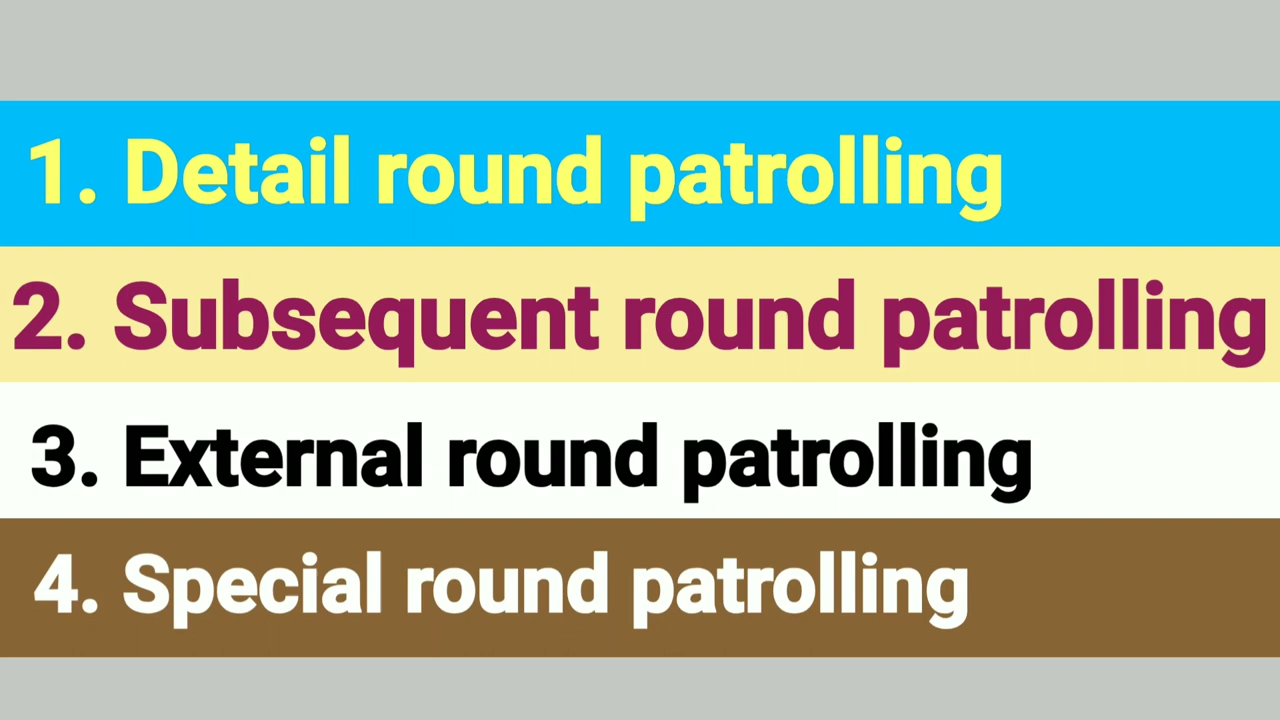 1. Detail round patrolling
2. Subsequent round patrolling
3. External round patrolling
4. Special round patrolling